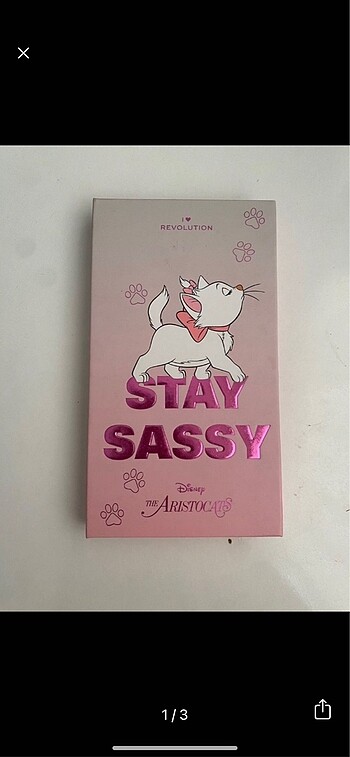 I ♥
REVOLUTION
STAY
SASSY
Disney
THE ARISTOCATS
1/3